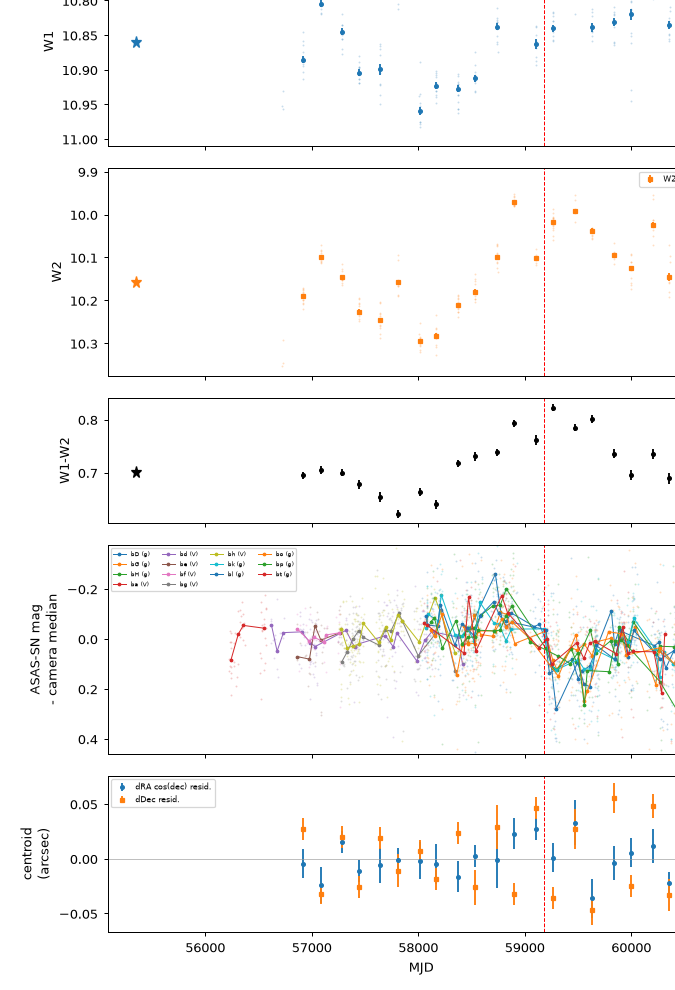 10.80
10.85
10.90
10.95
11.00
W1
9.9
10.0
10.1
10.2
10.3
W2
W2
0.8
0.7
W1-W2
bD (g)
bd (V)
bh (V)
bo (g)
bG (g)
be (V)
bk (g)
bp (g)
bH (g)
bf (V)
bl (g)
bt (g)
ba (V)
bg (V)
−0.2
0.0
0.2
0.4
ASAS-SN mag
- camera median
dRA cos(dec) resid.
dDec resid.
0.05
0.00
−0.05
centroid
(arcsec)
56000
57000
58000
59000
60000
MJD